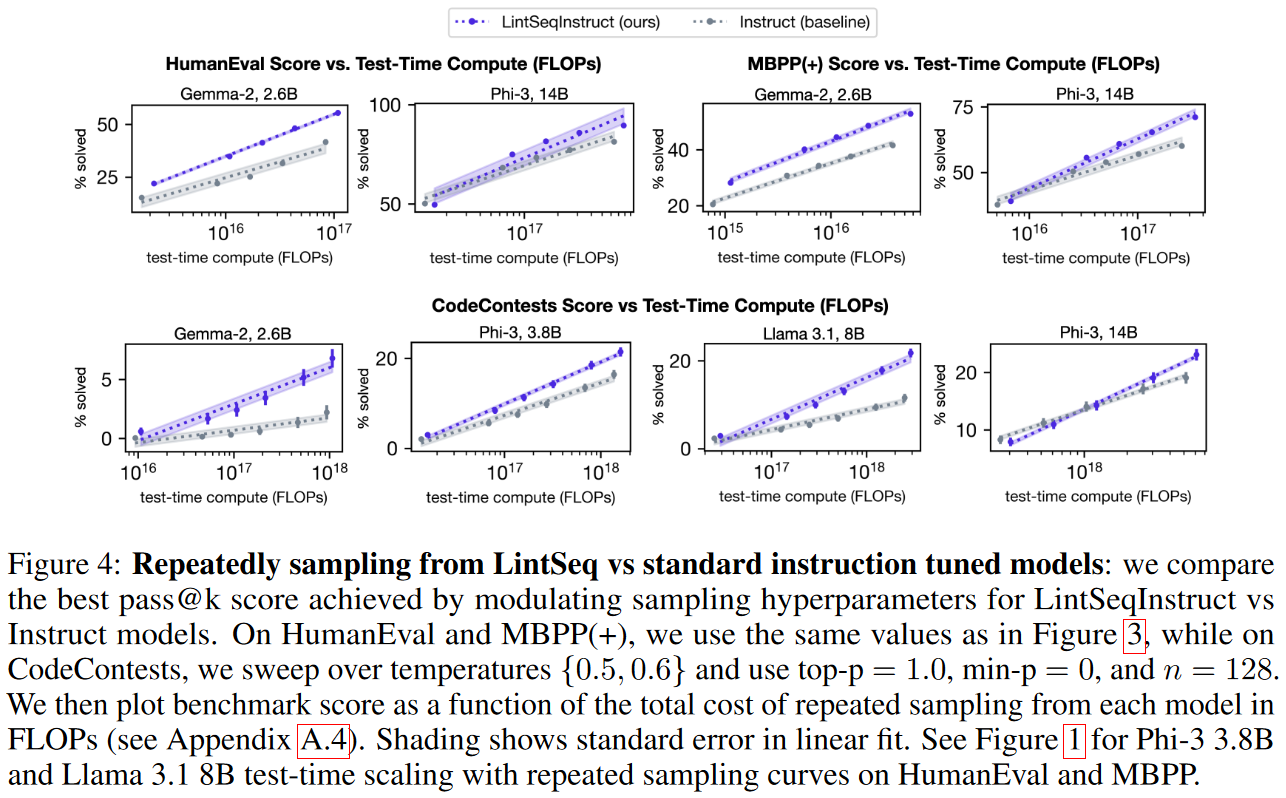 LintSeqInstruct (ours) Instruct (baseline)
HumanEval Score vs. Test-Time Compute (FLOPs)
MBPP(+) Score vs. Test-Time Compute (FLOPs)
Gemma-2, 2.6B
% solved
50
25
10^16 10^17
test-time compute (FLOPs)
Phi-3, 14B
% solved
100
50
10^17
test-time compute (FLOPs)
Gemma-2, 2.6B
% solved
40
20
10^15 10^16
test-time compute (FLOPs)
Phi-3, 14B
% solved
75
50
10^16 10^17
test-time compute (FLOPs)
CodeContests Score vs Test-Time Compute (FLOPs)
Gemma-2, 2.6B
% solved
5
0
10^16 10^17 10^18
test-time compute (FLOPs)
Phi-3, 3.8B
% solved
20
0
10^17 10^18
test-time compute (FLOPs)
Llama 3.1, 8B
% solved
20
0
10^17 10^18
test-time compute (FLOPs)
Phi-3, 14B
% solved
20
10
10^18
test-time compute (FLOPs)
Figure 4: Repeatedly sampling from LintSeq vs standard instruction tuned models: we compare
the best pass@k score achieved by modulating sampling hyperparameters for LintSeqInstruct vs
Instruct models. On HumanEval and MBPP(+), we use the same values as in Figure 3, while on
CodeContests, we sweep over temperatures {0.5, 0.6} and use top-p = 1.0, min-p = 0, and n = 128.
We then plot benchmark score as a function of the total cost of repeated sampling from each model in
FLOPs (see Appendix A.4). Shading shows standard error in linear fit. See Figure 1 for Phi-3 3.8B
and Llama 3.1 8B test-time scaling with repeated sampling curves on HumanEval and MBPP.